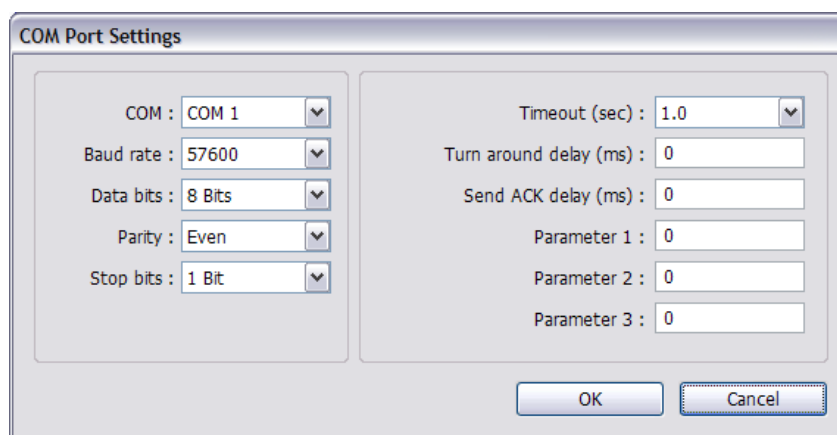 COM Port Settings
COM : COM 1
Baud rate : 57600
Data bits : 8 Bits
Parity : Even
Stop bits : 1 Bit
Timeout (sec) : 1.0
Turn around delay (ms) : 0
Send ACK delay (ms) : 0
Parameter 1 : 0
Parameter 2 : 0
Parameter 3 : 0
OK
Cancel